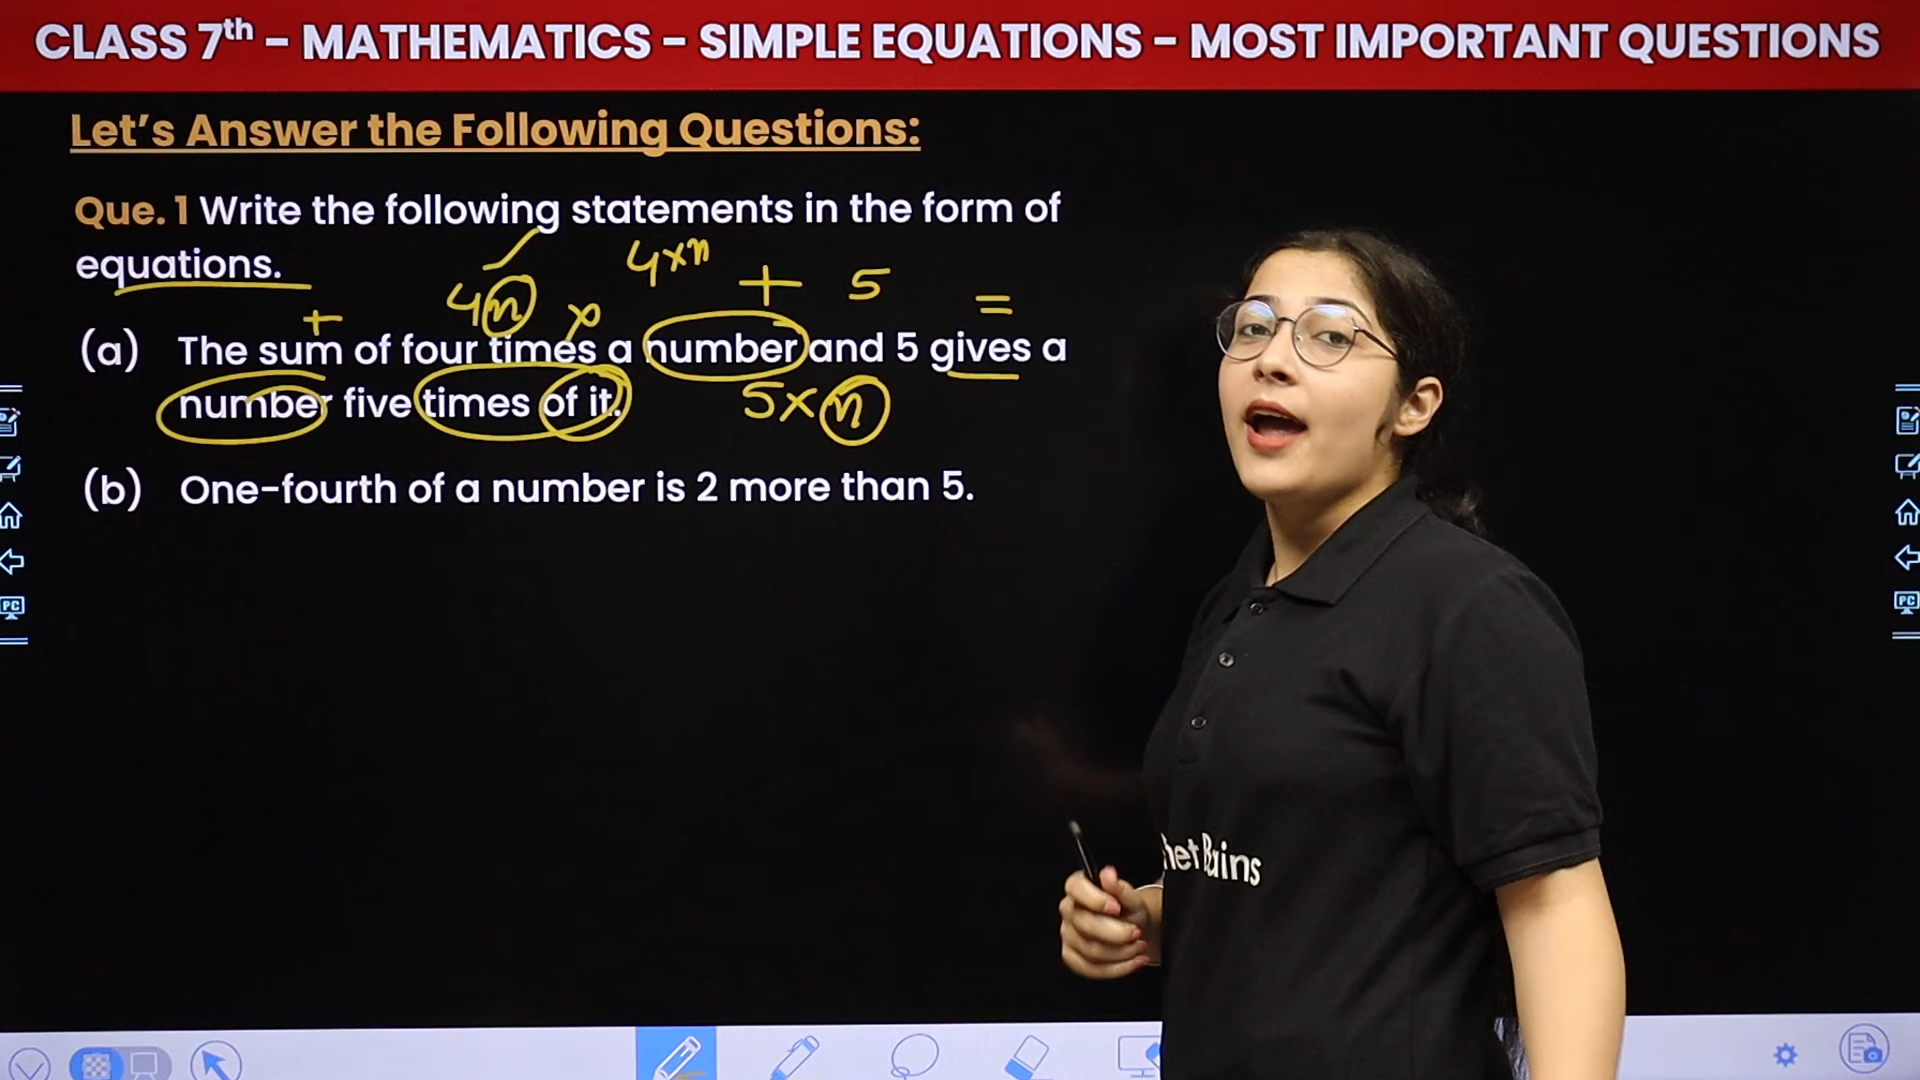 CLASS 7th - MATHEMATICS - SIMPLE EQUATIONS - MOST IMPORTANT QUESTIONS
Let's Answer the Following Questions:
Que. 1 Write the following statements in the form of
equations.
4×n + 5 =
+ 4n ×
(a) The sum of four times a number and 5 gives a
number five times of it.
5×n
(b) One-fourth of a number is 2 more than 5.
PC
PC